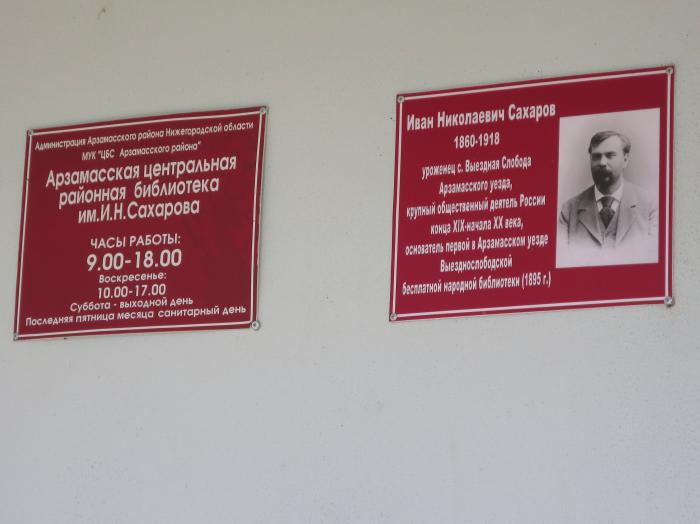 Администрация Арзамасского района Нижегородской области
МУК "ЦБС Арзамасского района"
Арзамасская центральная
районная библиотека
им.И.Н.Сахарова
ЧАСЫ РАБОТЫ:
9.00-18.00
Воскресенье:
10.00-17.00
Суббота - выходной день
Последняя пятница месяца санитарный день
Иван Николаевич Сахаров
1860-1918
уроженец с. Выездная Слобода
Арзамасского уезда,
крупный общественный деятель России
конца XIX-начала XX века,
основатель первой в Арзамасском уезде
Выезднослободской
бесплатной народной библиотеки (1895 г.)